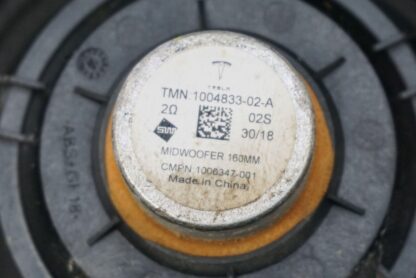 TESLA
TMN 1004833-02-A
2Ω 02S
30/18
MIDWOOFER 160MM
CMPN 1006347-001
Made in China